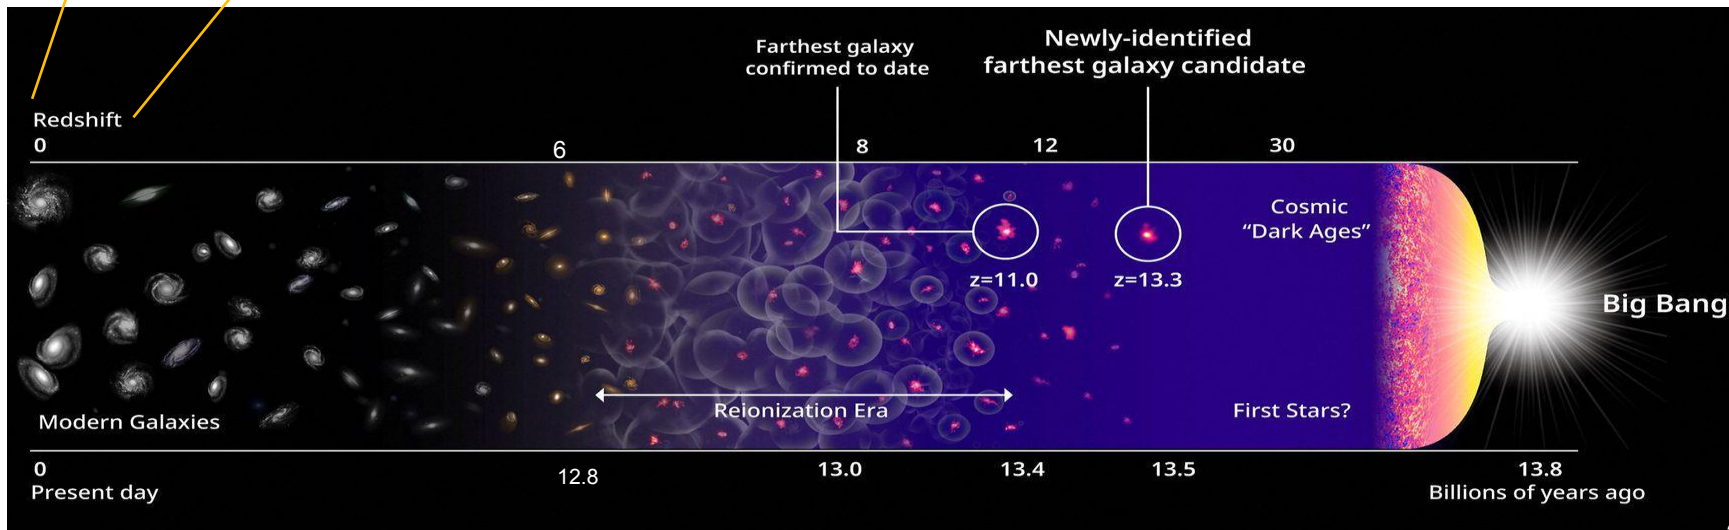 Farthest galaxy
confirmed to date
Newly-identified
farthest galaxy candidate
Redshift
0
6
8
12
30
Cosmic
“Dark Ages”
z=11.0
z=13.3
Big Bang
Modern Galaxies
Reionization Era
First Stars?
0
12.8
13.0
13.4
13.5
13.8
Present day
Billions of years ago